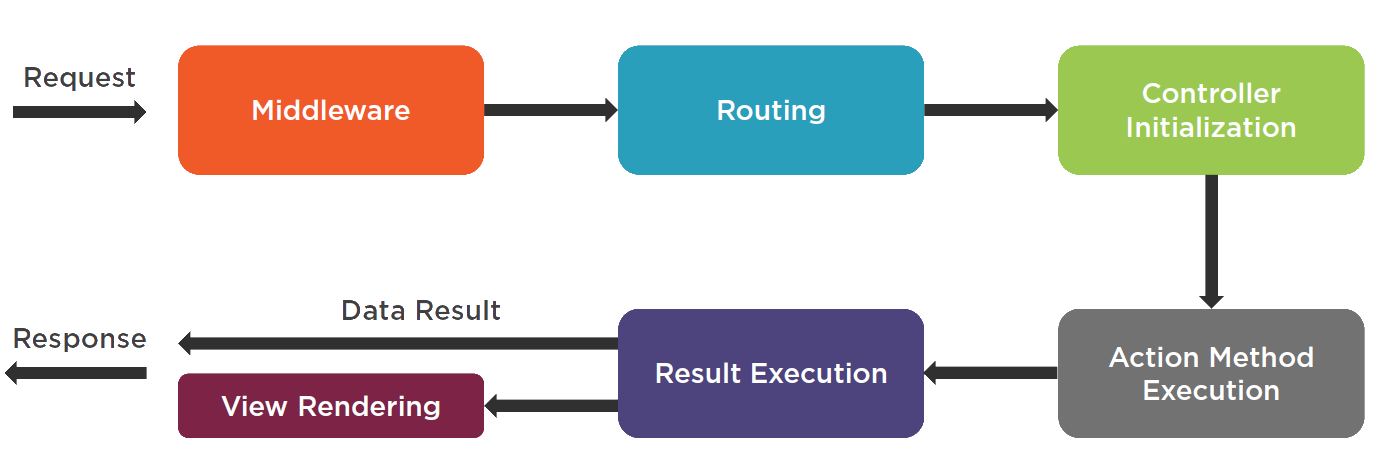 Request
Middleware
Routing
Controller
Initialization
Data Result
Response
Result Execution
Action Method
Execution
View Rendering